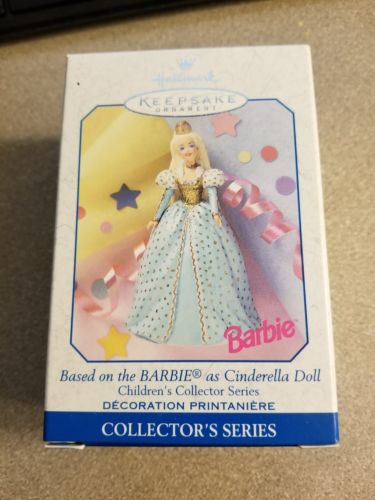 Hallmark
KEEPSAKE
ORNAMENT
Barbie
Based on the BARBIE® as Cinderella Doll
Children's Collector Series
DÉCORATION PRINTANIÈRE
COLLECTOR'S SERIES